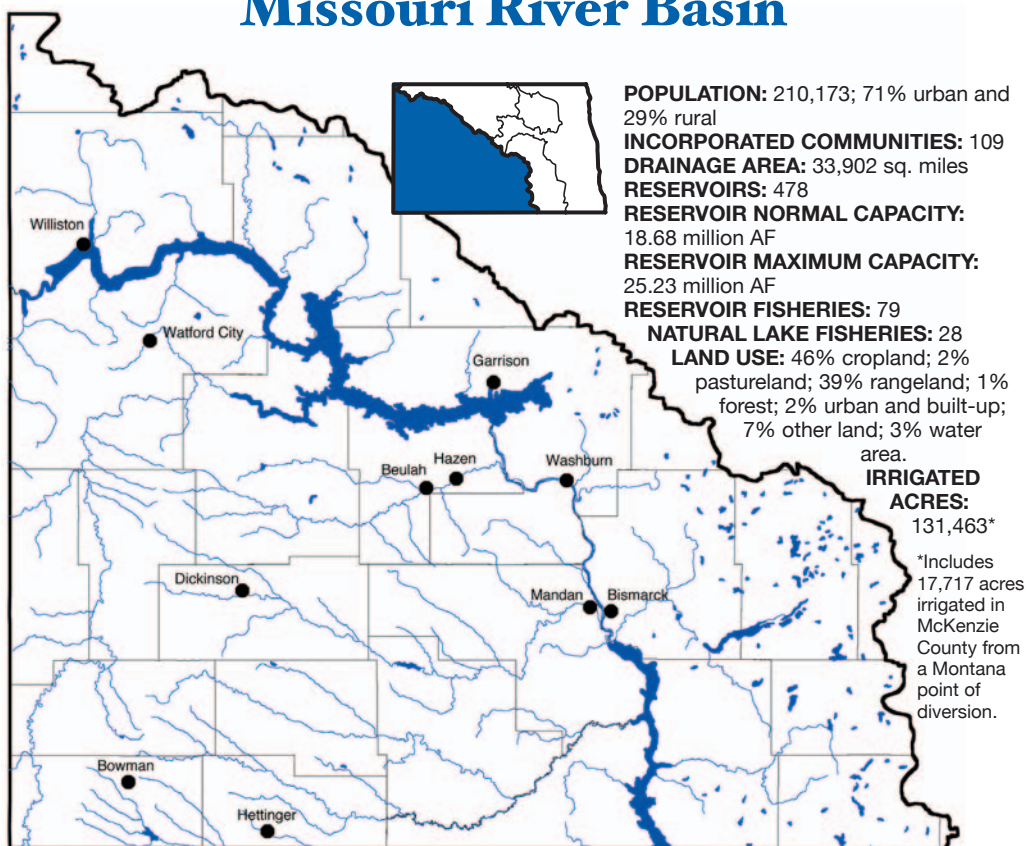 Missouri River Basin
POPULATION: 210,173; 71% urban and
29% rural
INCORPORATED COMMUNITIES: 109
DRAINAGE AREA: 33,902 sq. miles
RESERVOIRS: 478
RESERVOIR NORMAL CAPACITY:
18.68 million AF
RESERVOIR MAXIMUM CAPACITY:
25.23 million AF
RESERVOIR FISHERIES: 79
NATURAL LAKE FISHERIES: 28
LAND USE: 46% cropland; 2%
pastureland; 39% rangeland; 1%
forest; 2% urban and built-up;
7% other land; 3% water
area.
IRRIGATED
ACRES:
131,463*
*Includes
17,717 acres
irrigated in
McKenzie
County from
a Montana
point of
diversion.
Williston
Watford City
Garrison
Beulah
Hazen
Washburn
Dickinson
Mandan
Bismarck
Bowman
Hettinger